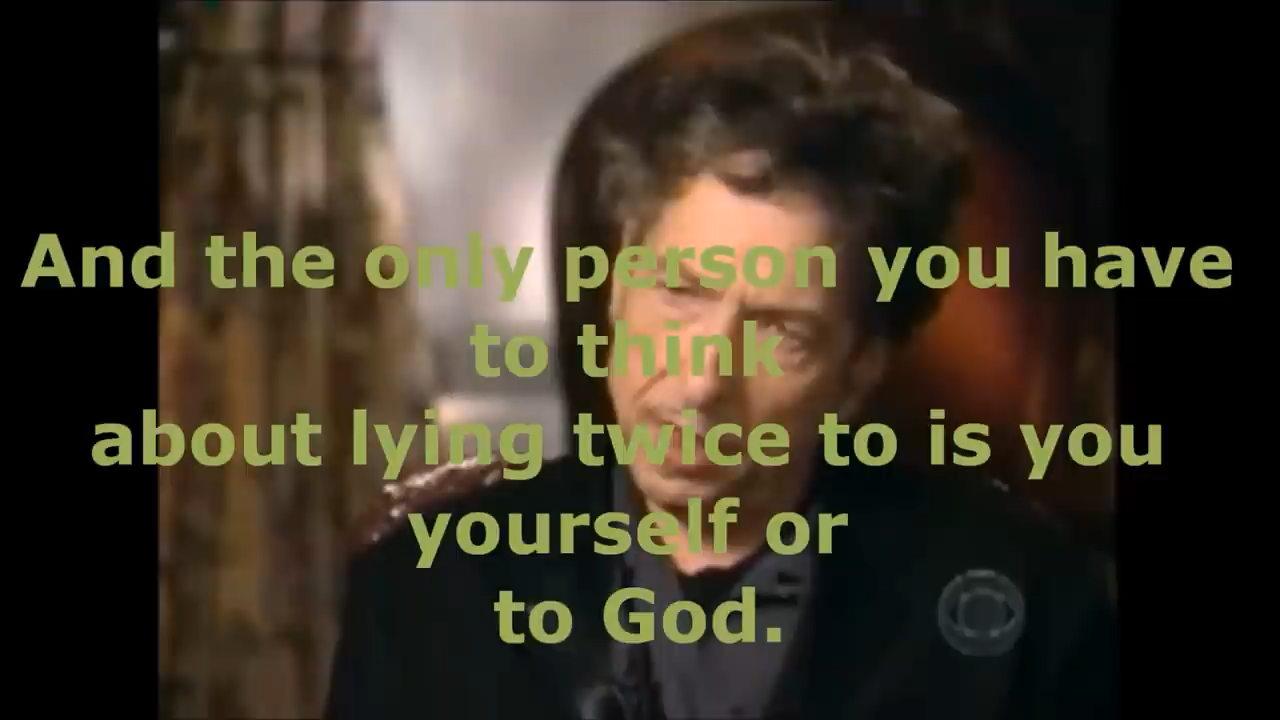 And the only person you have
to think
about lying twice to is you
yourself or
to God.